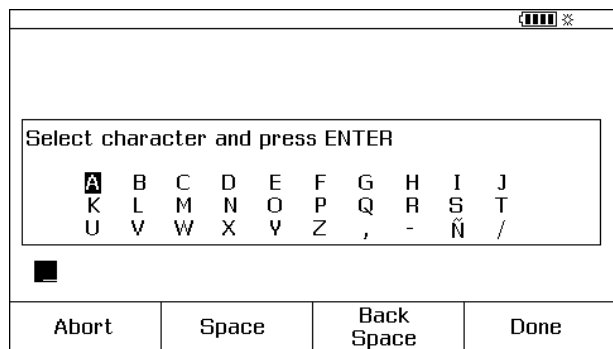 Select character and press ENTER
A B C D E F G H I J
K L M N O P Q R S T
U V W X Y Z , - Ñ /
_
Abort Space Back Space Done